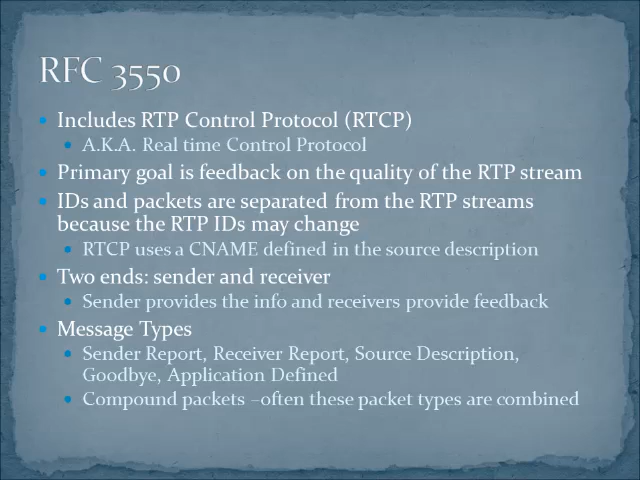 RFC 3550
Includes RTP Control Protocol (RTCP)
A.K.A. Real time Control Protocol
Primary goal is feedback on the quality of the RTP stream
IDs and packets are separated from the RTP streams
because the RTP IDs may change
RTCP uses a CNAME defined in the source description
Two ends: sender and receiver
Sender provides the info and receivers provide feedback
Message Types
Sender Report, Receiver Report, Source Description,
Goodbye, Application Defined
Compound packets –often these packet types are combined